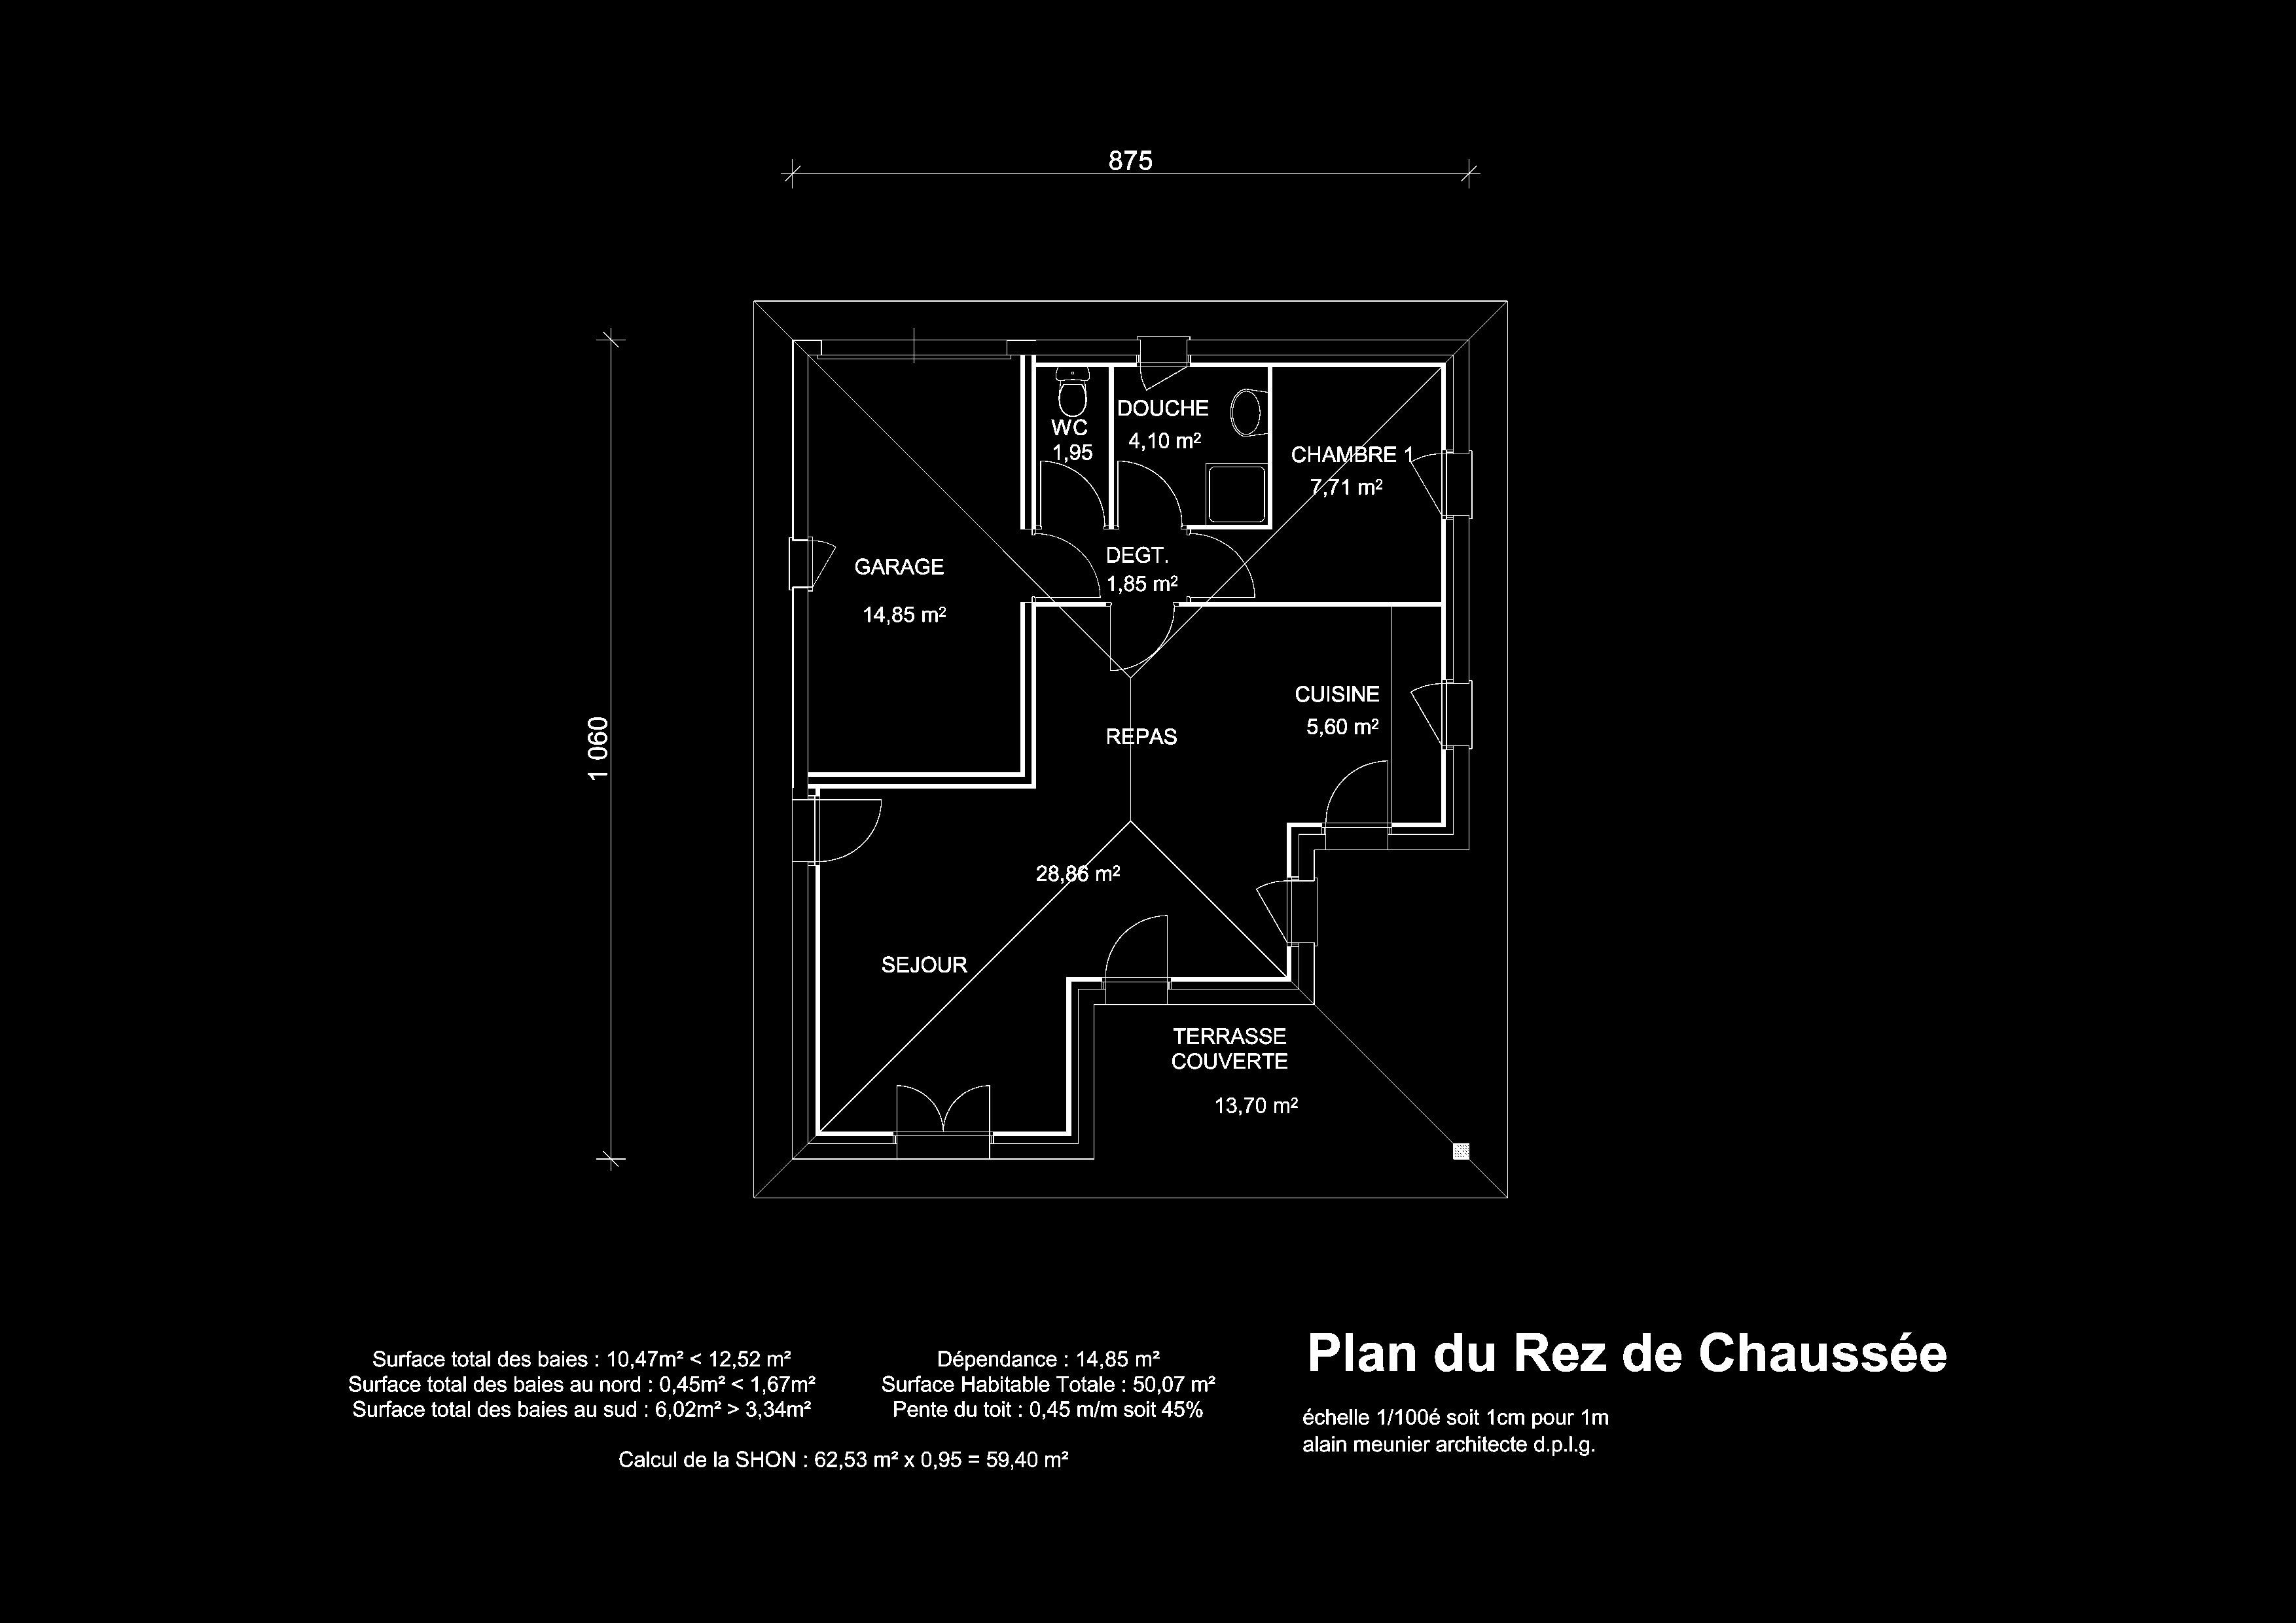 875
1 060
WC
1,95
DOUCHE
4,10 m²
CHAMBRE 1
7,71 m²
GARAGE
14,85 m²
DEGT.
1,85 m²
CUISINE
5,60 m²
REPAS
28,86 m²
SEJOUR
TERRASSE
COUVERTE
13,70 m²
Surface total des baies : 10,47m² < 12,52 m²
Surface total des baies au nord : 0,45m² < 1,67m²
Surface total des baies au sud : 6,02m² > 3,34m²
Dépendance : 14,85 m²
Surface Habitable Totale : 50,07 m²
Pente du toit : 0,45 m/m soit 45%
Calcul de la SHON : 62,53 m² x 0,95 = 59,40 m²
Plan du Rez de Chaussée
échelle 1/100é soit 1cm pour 1m
alain meunier architecte d.p.l.g.